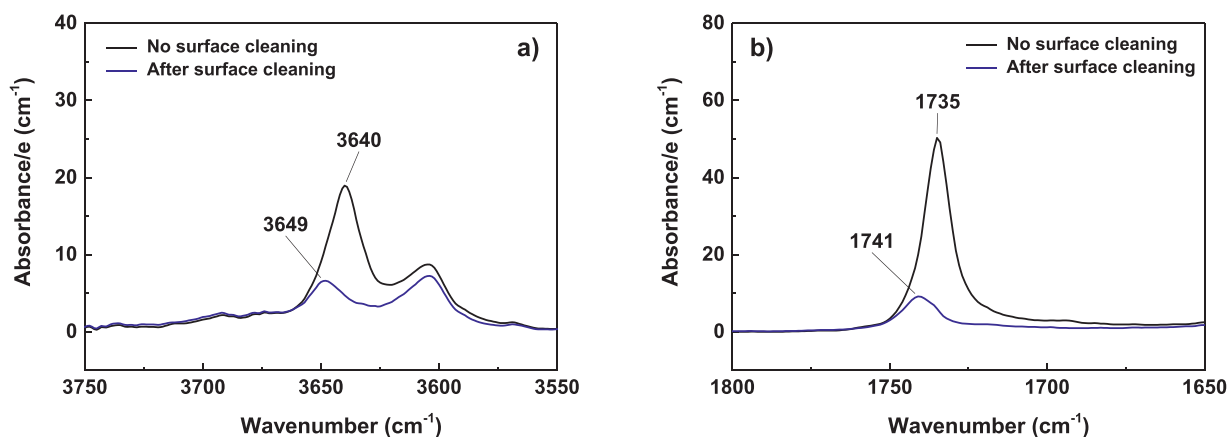 a)
No surface cleaning
After surface cleaning
3640
3649
40
30
20
10
0
Absorbance/e (cm⁻¹)
3750
3700
3650
3600
3550
Wavenumber (cm⁻¹)
b)
No surface cleaning
After surface cleaning
1735
1741
80
60
40
20
0
Absorbance/e (cm⁻¹)
1800
1750
1700
1650
Wavenumber (cm⁻¹)